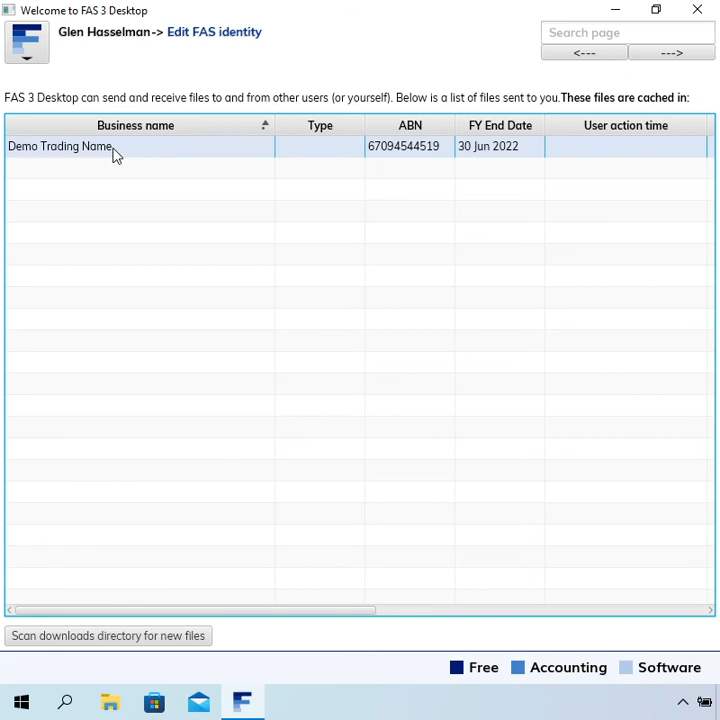 Welcome to FAS 3 Desktop
Glen Hasselman-> Edit FAS identity
Search page
<--- --->
FAS 3 Desktop can send and receive files to and from other users (or yourself). Below is a list of files sent to you.These files are cached in:
Business name Type ABN FY End Date User action time
Demo Trading Name 67094544519 30 Jun 2022
Scan downloads directory for new files
Free Accounting Software